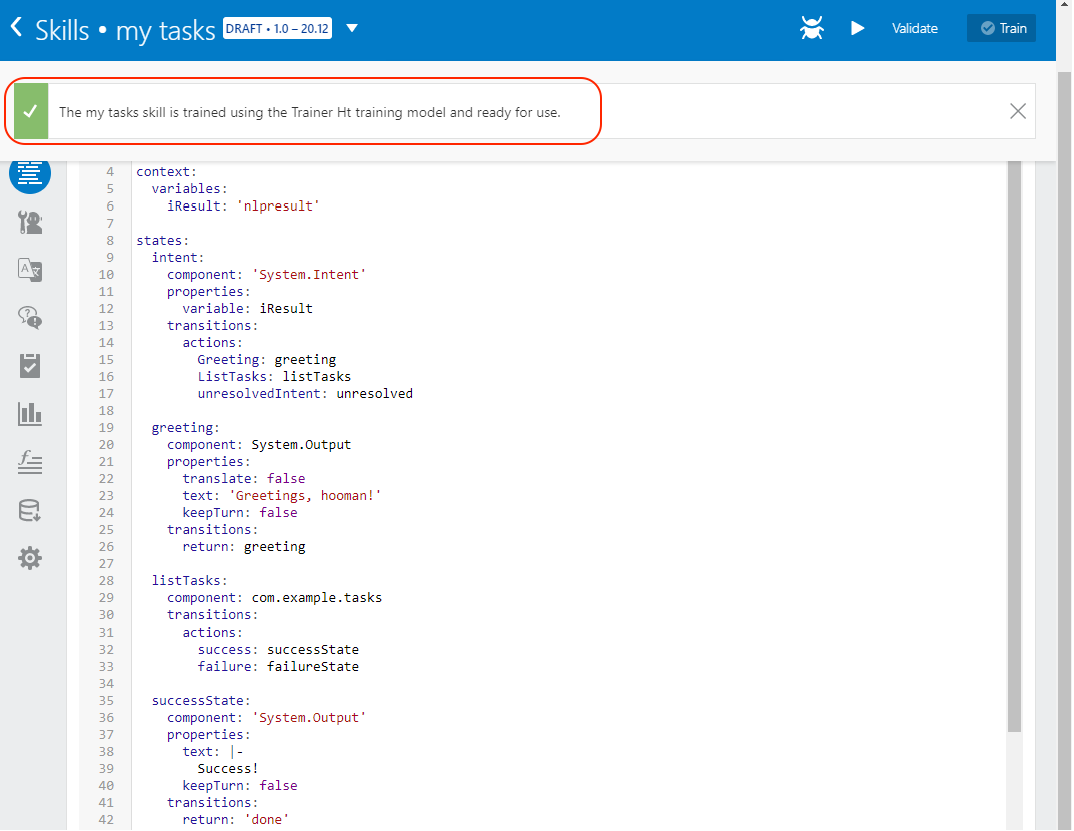 Skills • my tasks DRAFT • 1.0 – 20.12 Validate Train
The my tasks skill is trained using the Trainer Ht training model and ready for use.
4 context:
5   variables:
6     iResult: 'nlpresult'
7
8 states:
9   intent:
10     component: 'System.Intent'
11     properties:
12       variable: iResult
13     transitions:
14       actions:
15         Greeting: greeting
16         ListTasks: listTasks
17         unresolvedIntent: unresolved
18
19   greeting:
20     component: System.Output
21     properties:
22       translate: false
23       text: 'Greetings, hooman!'
24       keepTurn: false
25     transitions:
26       return: greeting
27
28   listTasks:
29     component: com.example.tasks
30     transitions:
31       actions:
32         success: successState
33         failure: failureState
34
35   successState:
36     component: 'System.Output'
37     properties:
38       text: |-
39         Success!
40       keepTurn: false
41     transitions:
42       return: 'done'